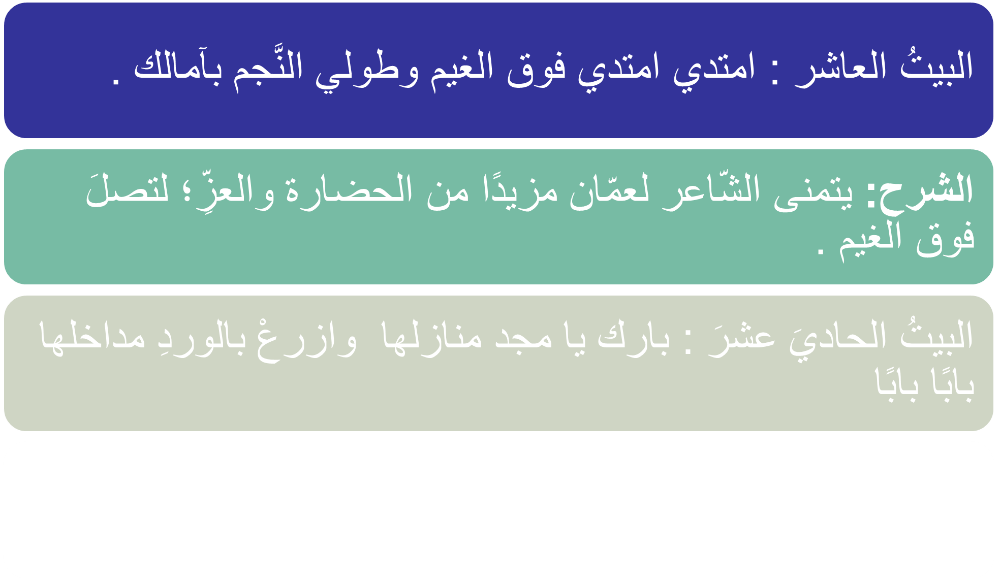 البيتُ العاشر : امتدي امتدي فوق الغيم وطولي النَّجم بآمالك .
الشرح: يتمنى الشّاعر لعمّان مزيدًا من الحضارة والعزِّ؛ لتصلَ
فوق الغيم .
البيتُ الحاديَ عشرَ : بارك يا مجد منازلها وازرعْ بالوردِ مداخلها
بابًا بابًا